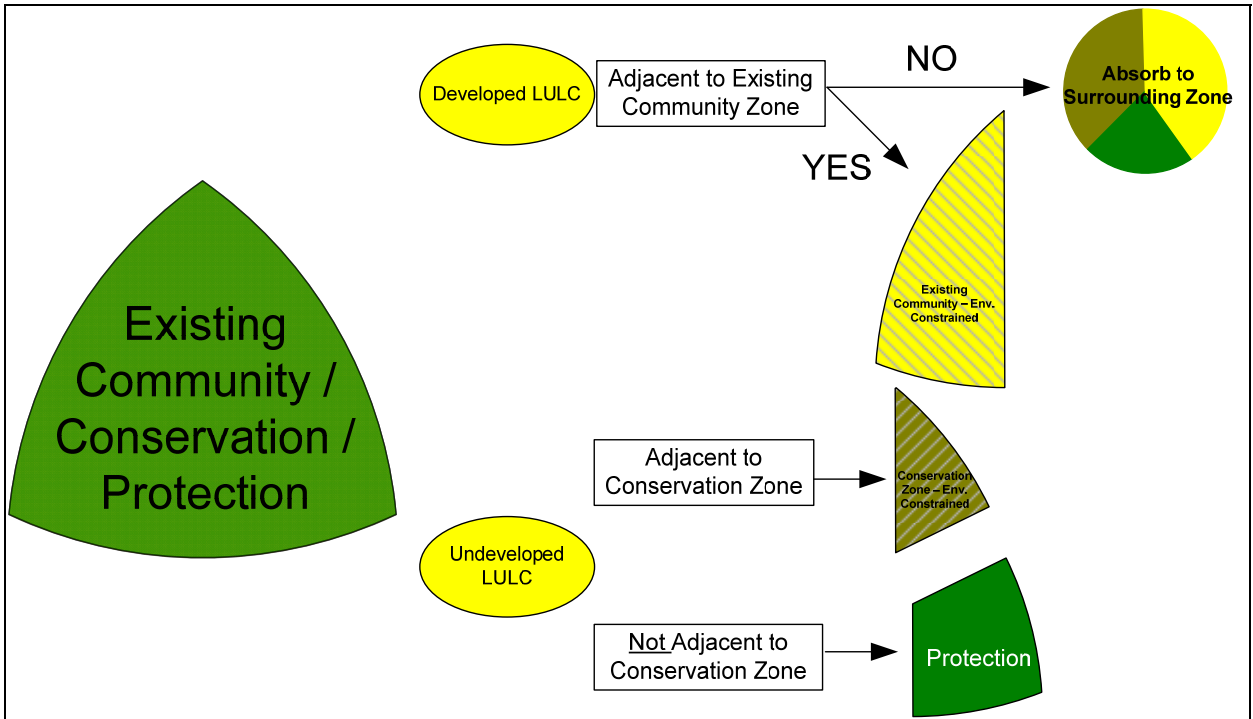 Developed LULC
Adjacent to Existing
Community Zone
NO
YES
Absorb to
Surrounding Zone
Existing
Community – Env.
Constrained
Existing
Community /
Conservation /
Protection
Adjacent to
Conservation Zone
Conservation
Zone – Env.
Constrained
Undeveloped
LULC
Not Adjacent to
Conservation Zone
Protection